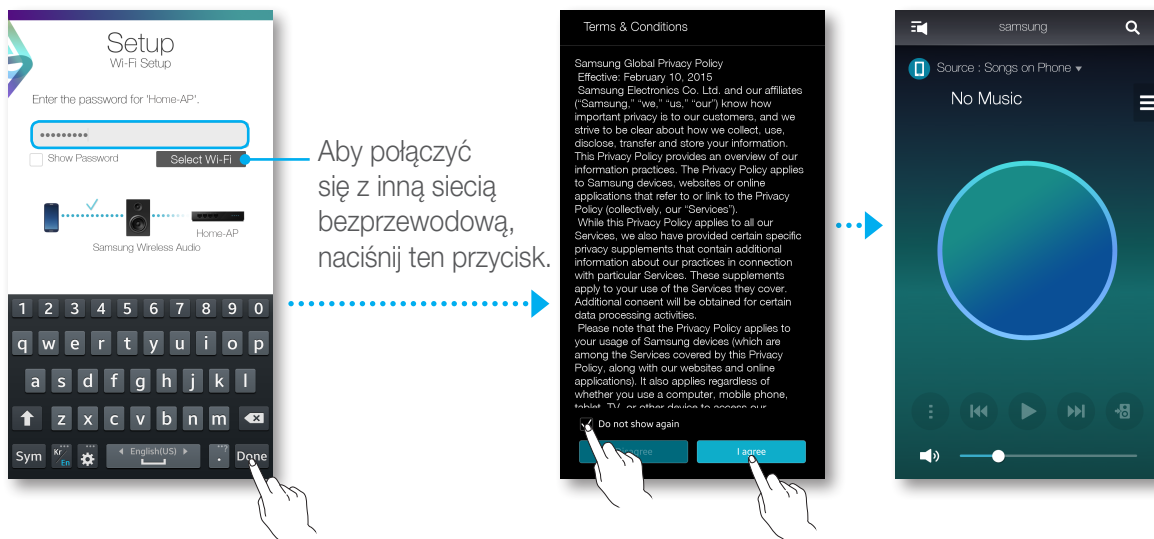 Setup
Wi-Fi Setup
Enter the password for 'Home-AP'.
•••••••••
Show Password
Select Wi-Fi
Home-AP
Samsung Wireless Audio
1 2 3 4 5 6 7 8 9 0
q w e r t y u i o p
a s d f g h j k l
z x c v b n m
Sym Kr En English(US) . ? Done
Aby połączyć
się z inną siecią
bezprzewodową,
naciśnij ten przycisk.
Terms & Conditions
Samsung Global Privacy Policy
Effective: February 10, 2015
Samsung Electronics Co. Ltd. and our affiliates
("Samsung," "we," "us," "our") know how
important privacy is to our customers, and we
strive to be clear about how we collect, use,
disclose, transfer and store your information.
This Privacy Policy provides an overview of our
information practices. The Privacy Policy applies
to Samsung devices, websites or online
applications that refer to or link to the Privacy
Policy (collectively, our "Services").
While this Privacy Policy applies to all our
Services, we also have provided certain specific
privacy supplements that contain additional
information about our practices in connection
with particular Services. These supplements
apply to your use of the Services they cover.
Additional consent will be obtained for certain
data processing activities.
Please note that the Privacy Policy applies to
your usage of Samsung devices (which are
among the Services covered by this Privacy
Policy, along with our websites and online
applications). It also applies regardless of
whether you use a computer, mobile phone,
tablet, TV, or other device to access our
Do not show again
I agree
samsung
Source : Songs on Phone
No Music